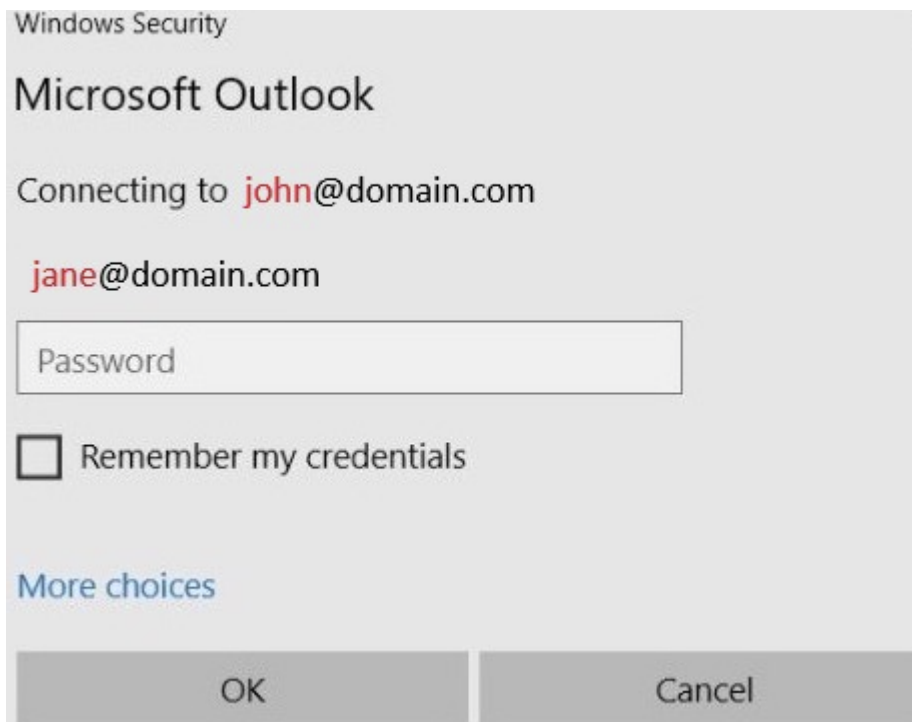 Windows Security
Microsoft Outlook
Connecting to john@domain.com
jane@domain.com
Password
Remember my credentials
More choices
OK Cancel